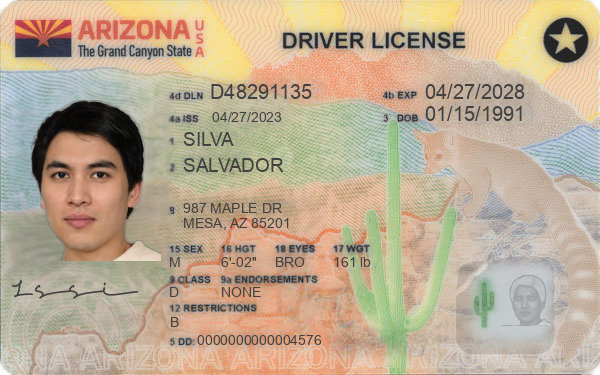 ARIZONA USA
The Grand Canyon State
DRIVER LICENSE
4d DLN D48291135
4b EXP 04/27/2028
4a ISS 04/27/2023
3 DOB 01/15/1991
1 SILVA
2 SALVADOR
8 987 MAPLE DR
MESA, AZ 85201
15 SEX 16 HGT 18 EYES 17 WGT
M 6'-02" BRO 161 lb
9 CLASS 9a ENDORSEMENTS
D NONE
12 RESTRICTIONS
B
5 DD: 0000000000004576
ARIZONA ARIZONA ARIZONA ARIZONA